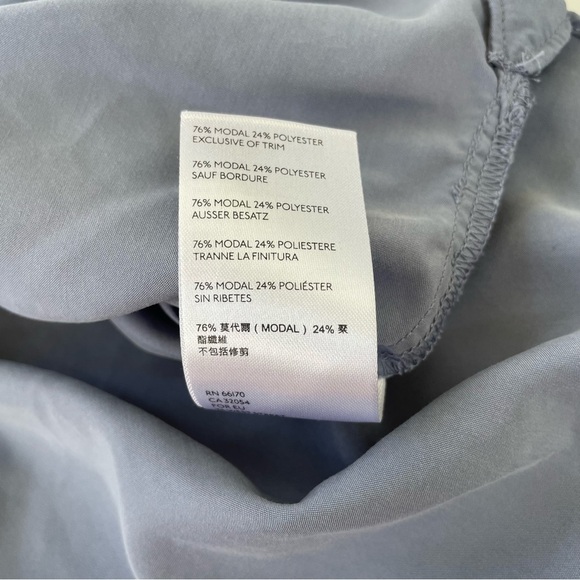 76% MODAL 24% POLYESTER
EXCLUSIVE OF TRIM
76% MODAL 24% POLYESTER
SAUF BORDURE
76% MODAL 24% POLYESTER
AUSSER BESATZ
76% MODAL 24% POLIESTERE
TRANNE LA FINITURA
76% MODAL 24% POLIÉSTER
SIN RIBETES
76% 莫代爾 ( MODAL ) 24% 聚
酯纖維
不包括修剪
RN 66170
CA 32054
FOR EU